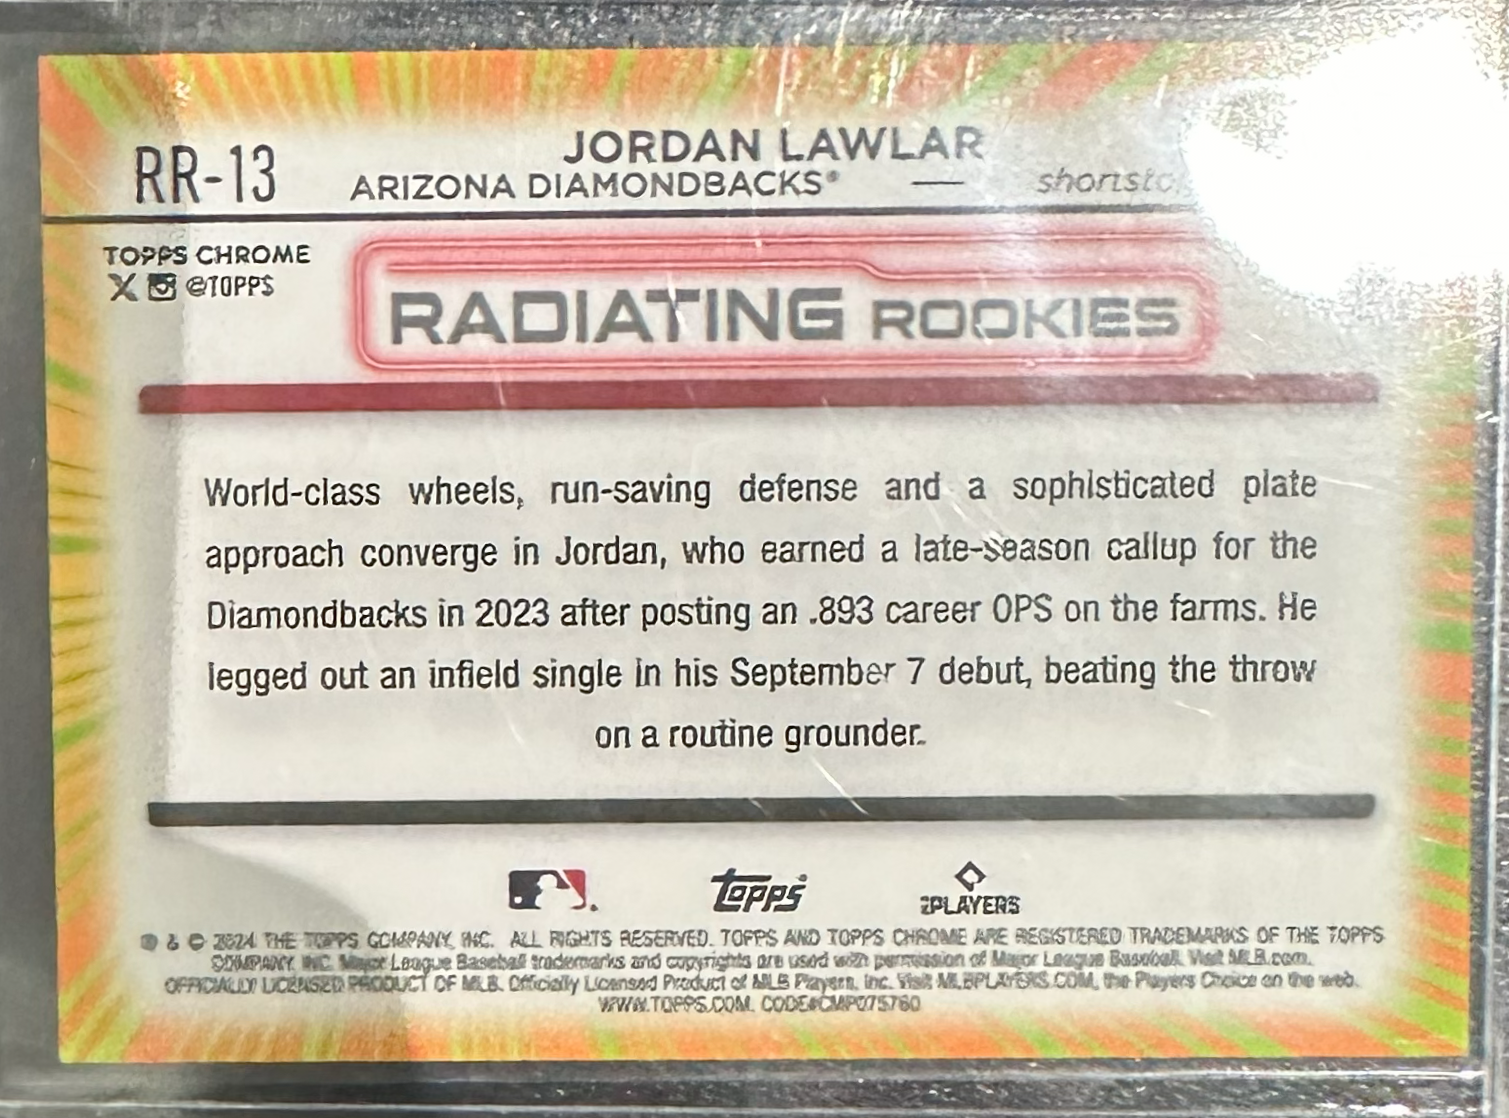 RR-13
JORDAN LAWLAR
ARIZONA DIAMONDBACKS® —
TOPPS CHROME
@TOPPS
RADIATING ROOKIES
World-class wheels, run-saving defense and a sophisticated plate
approach converge in Jordan, who earned a late-season callup for the
Diamondbacks in 2023 after posting an .893 career OPS on the farms. He
legged out an infield single in his September 7 debut, beating the throw
on a routine grounder.
topps
PLAYERS
® & © 2024 THE TOPPS COMPANY, INC. ALL RIGHTS RESERVED. TOPPS AND TOPPS CHROME ARE REGISTERED TRADEMARKS OF THE TOPPS
COMPANY, INC. Major League Baseball trademarks and copyrights are used with permission of Major League Baseball. Visit MLB.com.
OFFICIALLY LICENSED PRODUCT OF MLB. Officially Licensed Product of MLB Players, Inc. Visit MLBPLAYERS.COM, the Players Choice on the web.
WWW.TOPPS.COM. CODE#CMP075760